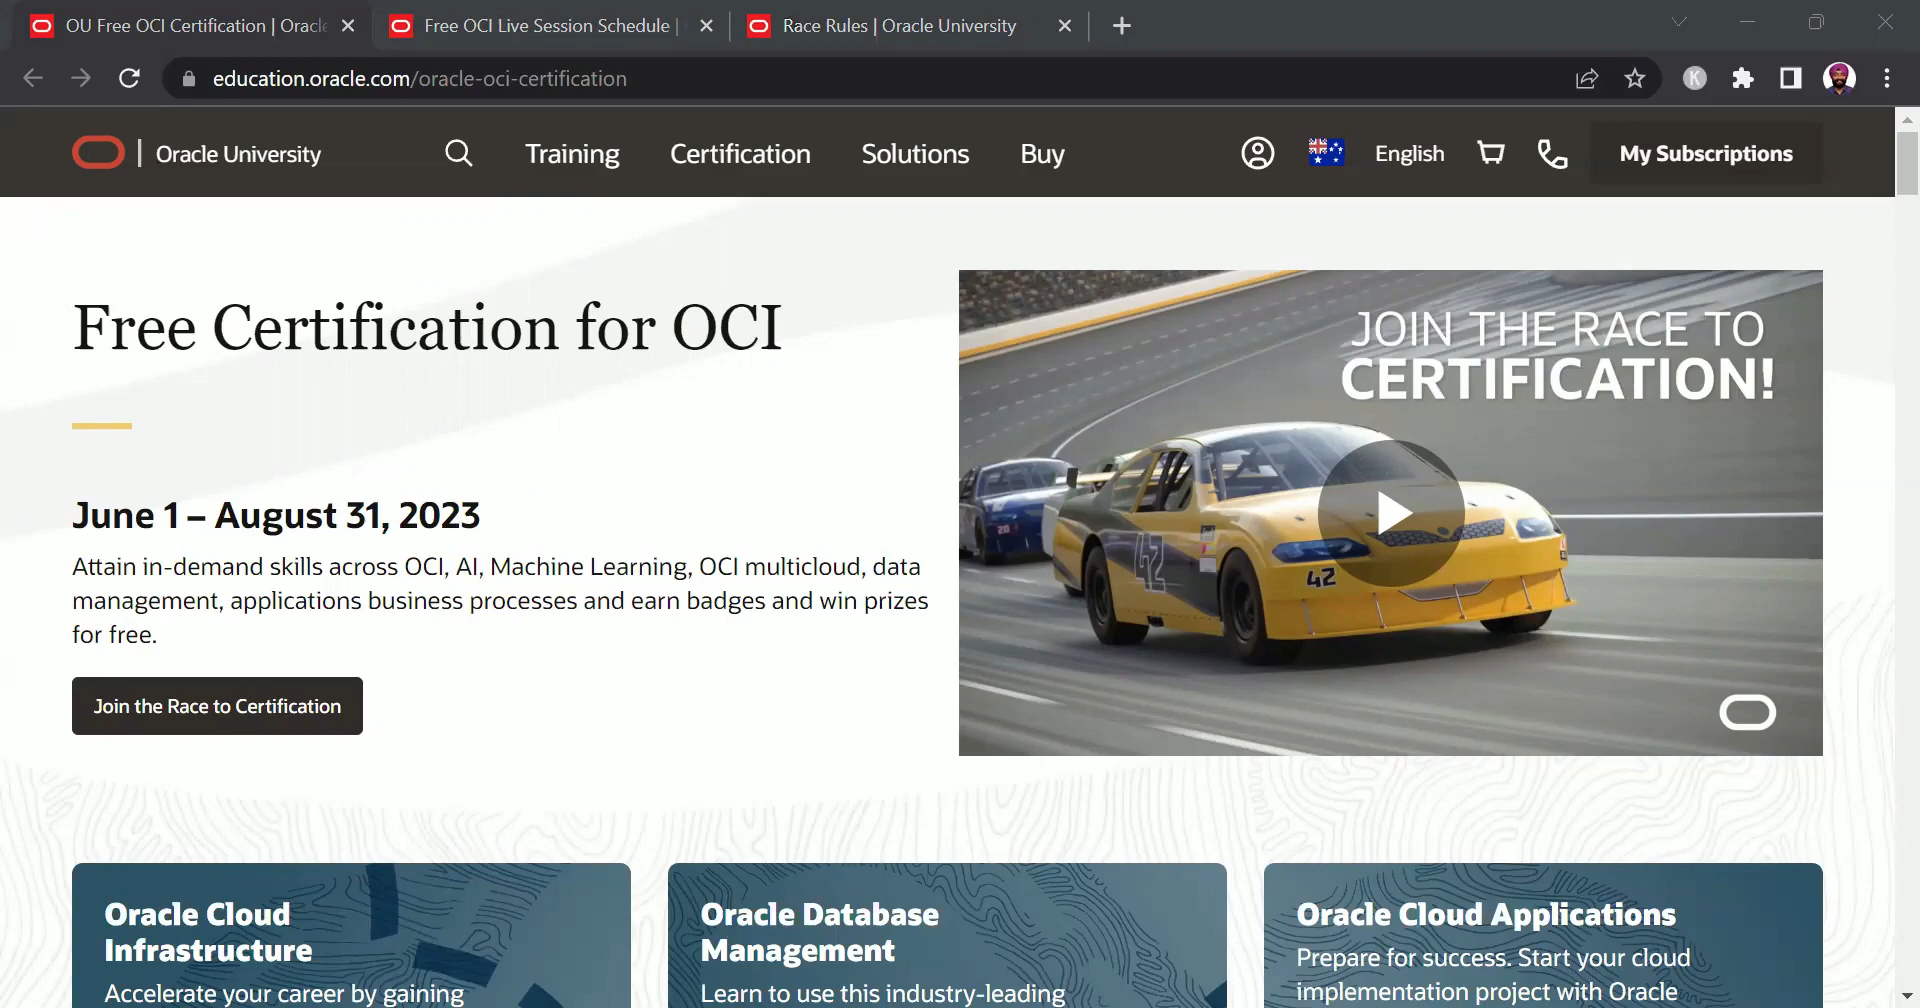 OU Free OCI Certification | Oracle
Free OCI Live Session Schedule |
Race Rules | Oracle University
education.oracle.com/oracle-oci-certification
K
Oracle University
Training
Certification
Solutions
Buy
English
My Subscriptions
Free Certification for OCI
June 1 – August 31, 2023
Attain in-demand skills across OCI, AI, Machine Learning, OCI multicloud, data
management, applications business processes and earn badges and win prizes
for free.
Join the Race to Certification
JOIN THE RACE TO
CERTIFICATION!
42
42
20
Oracle Cloud
Infrastructure
Accelerate your career by gaining
Oracle Database
Management
Learn to use this industry-leading
Oracle Cloud Applications
Prepare for success. Start your cloud
implementation project with Oracle